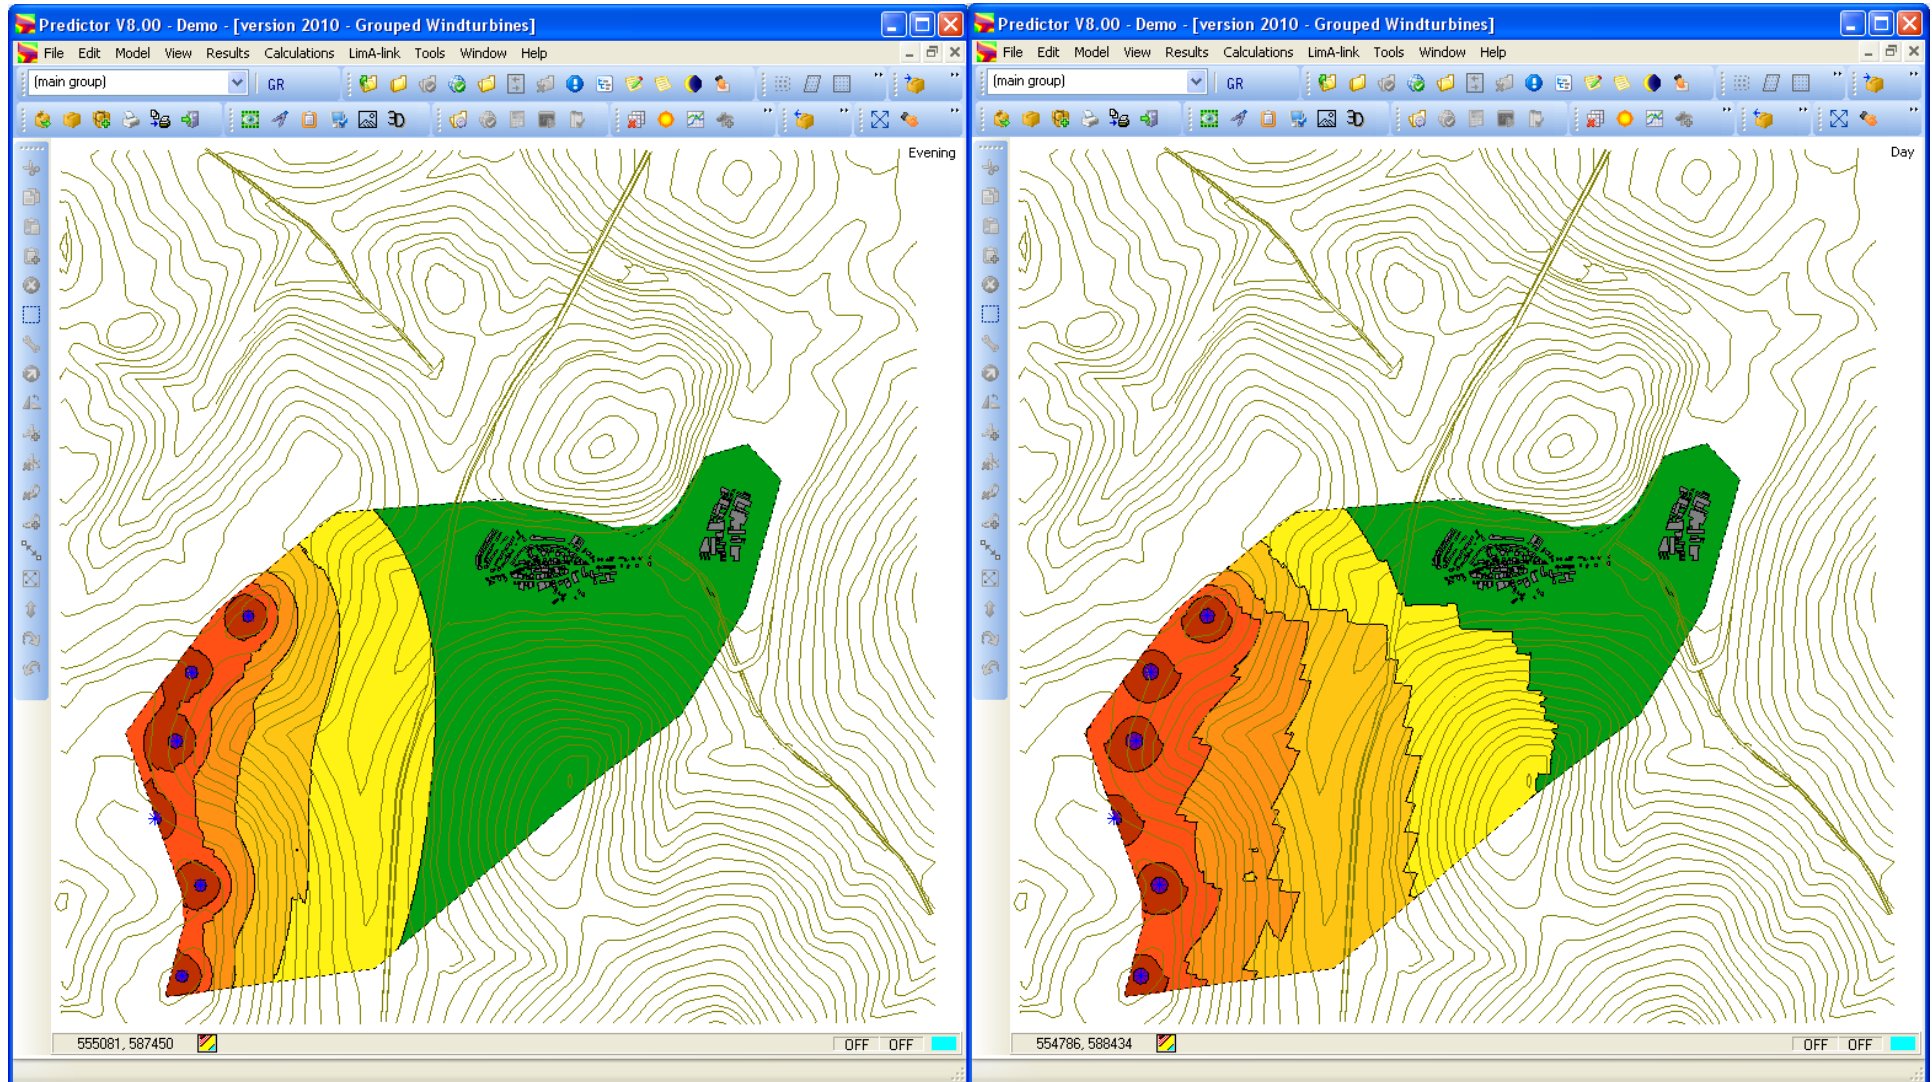 Predictor V8.00 - Demo - [version 2010 - Grouped Windturbines]
File Edit Model View Results Calculations LimA-link Tools Window Help
(main group) GR
3D
Evening
555081, 587450 OFF OFF
Predictor V8.00 - Demo - [version 2010 - Grouped Windturbines]
File Edit Model View Results Calculations LimA-link Tools Window Help
(main group) GR
3D
Day
554786, 588434 OFF OFF